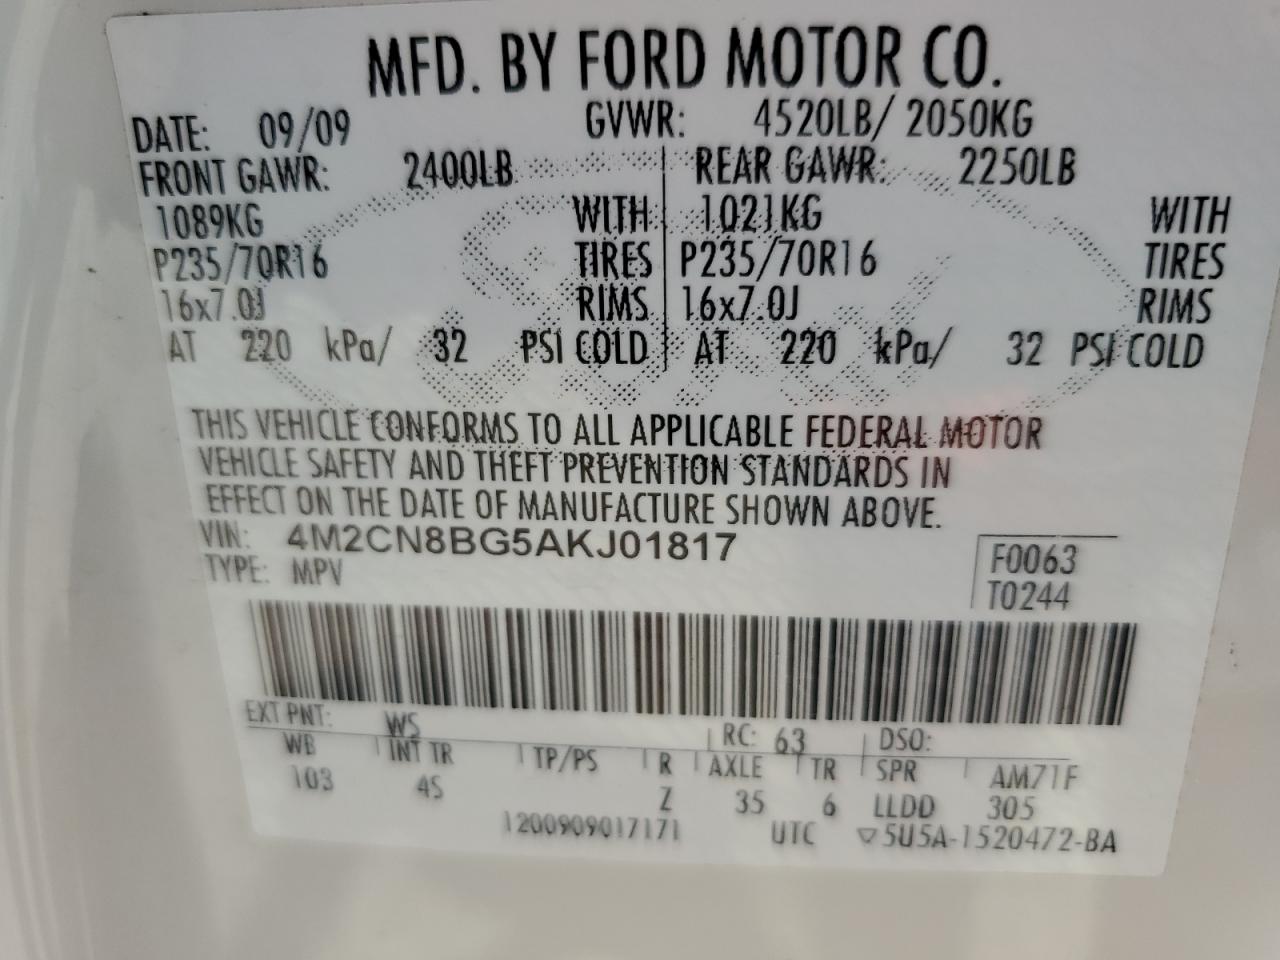 MFD. BY FORD MOTOR CO.
DATE: 09/09 GVWR: 4520LB/ 2050KG
FRONT GAWR: 2400LB REAR GAWR: 2250LB
1089KG WITH 1021KG WITH
P235/70R16 TIRES P235/70R16 TIRES
16x7.0J RIMS 16x7.0J RIMS
AT 220 kPa/ 32 PSI COLD AT 220 kPa/ 32 PSI COLD
THIS VEHICLE CONFORMS TO ALL APPLICABLE FEDERAL MOTOR
VEHICLE SAFETY AND THEFT PREVENTION STANDARDS IN
EFFECT ON THE DATE OF MANUFACTURE SHOWN ABOVE.
VIN: 4M2CN8BG5AKJ01817
TYPE: MPV
F0063
T0244
EXT PNT: WS RC: 63 DSO:
WB INT TR TP/PS R AXLE TR SPR AM71F
103 4S Z 35 6 LLDD 305
1200909017171 UTC ▽5U5A-1520472-BA